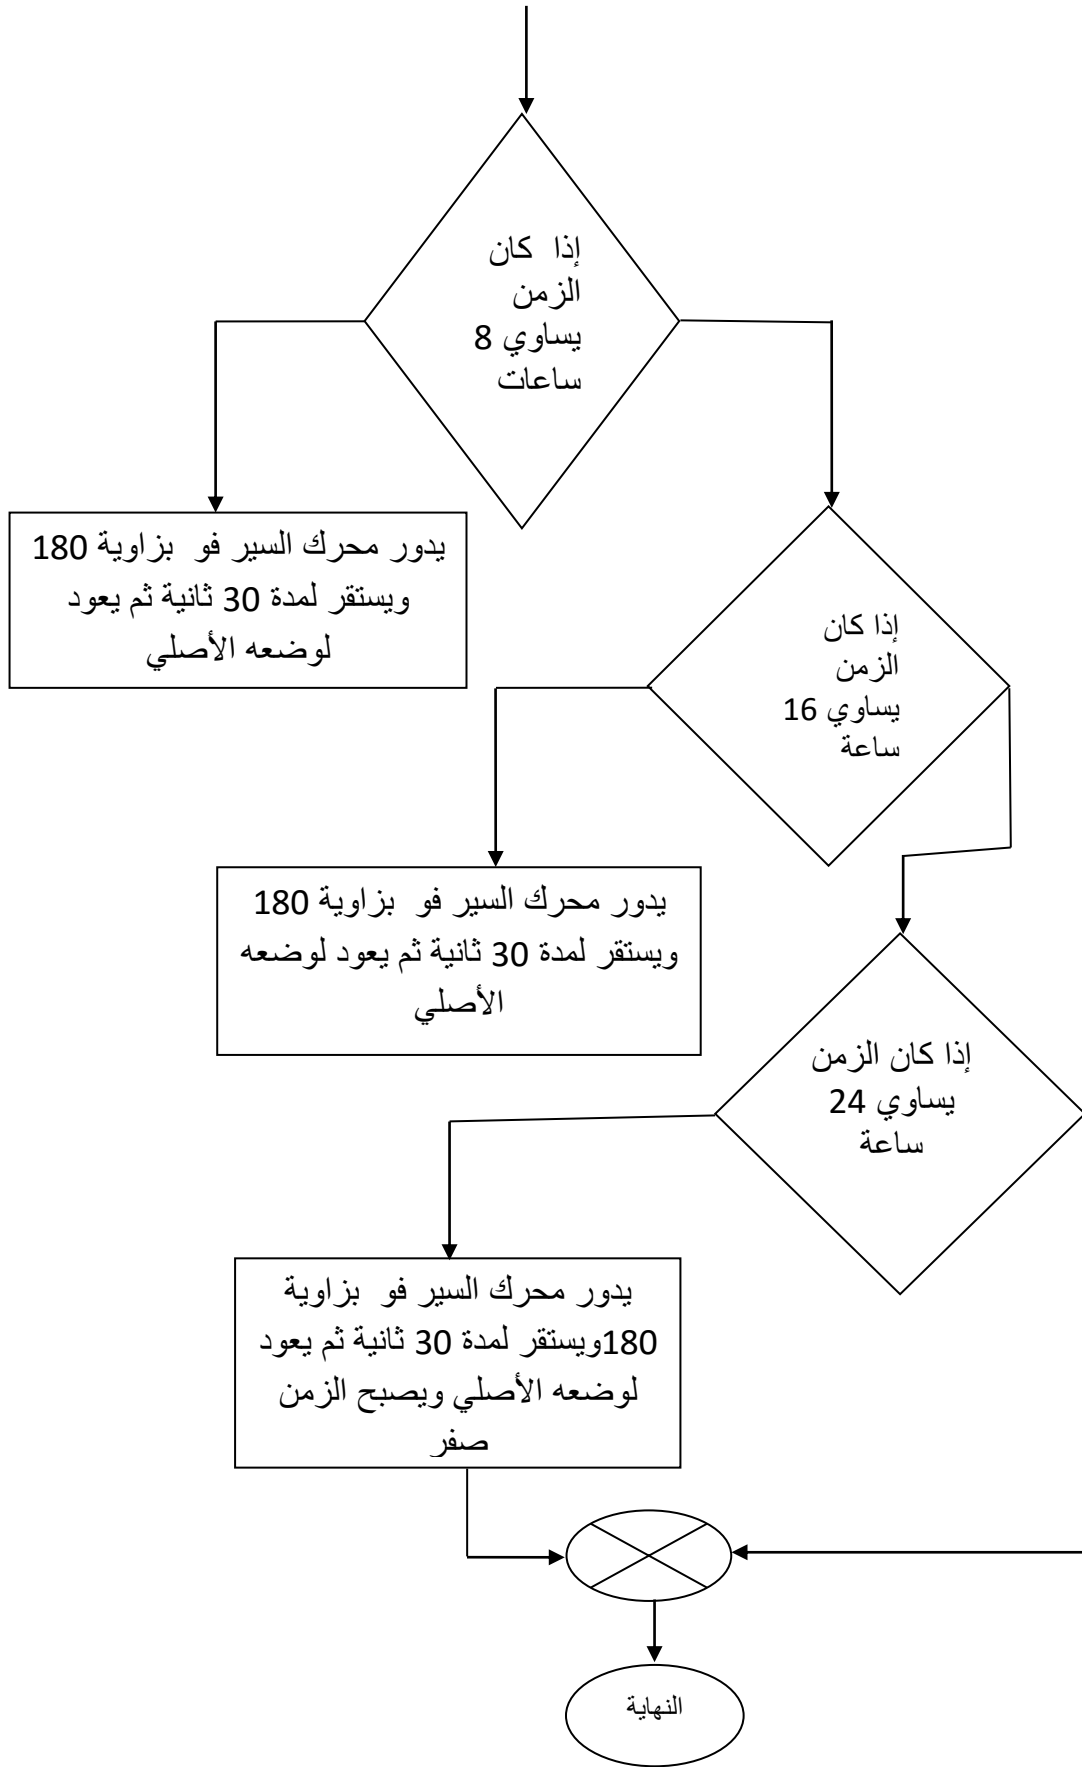 إذا كان
الزمن
يساوي 8
ساعات
يدور محرك السير فو بزاوية 180
ويستقر لمدة 30 ثانية ثم يعود
لوضعه الأصلي
إذا كان
الزمن
يساوي 16
ساعة
يدور محرك السير فو بزاوية 180
ويستقر لمدة 30 ثانية ثم يعود لوضعه
الأصلي
إذا كان الزمن
يساوي 24
ساعة
يدور محرك السير فو بزاوية
180ويستقر لمدة 30 ثانية ثم يعود
لوضعه الأصلي ويصبح الزمن
صفر
النهاية